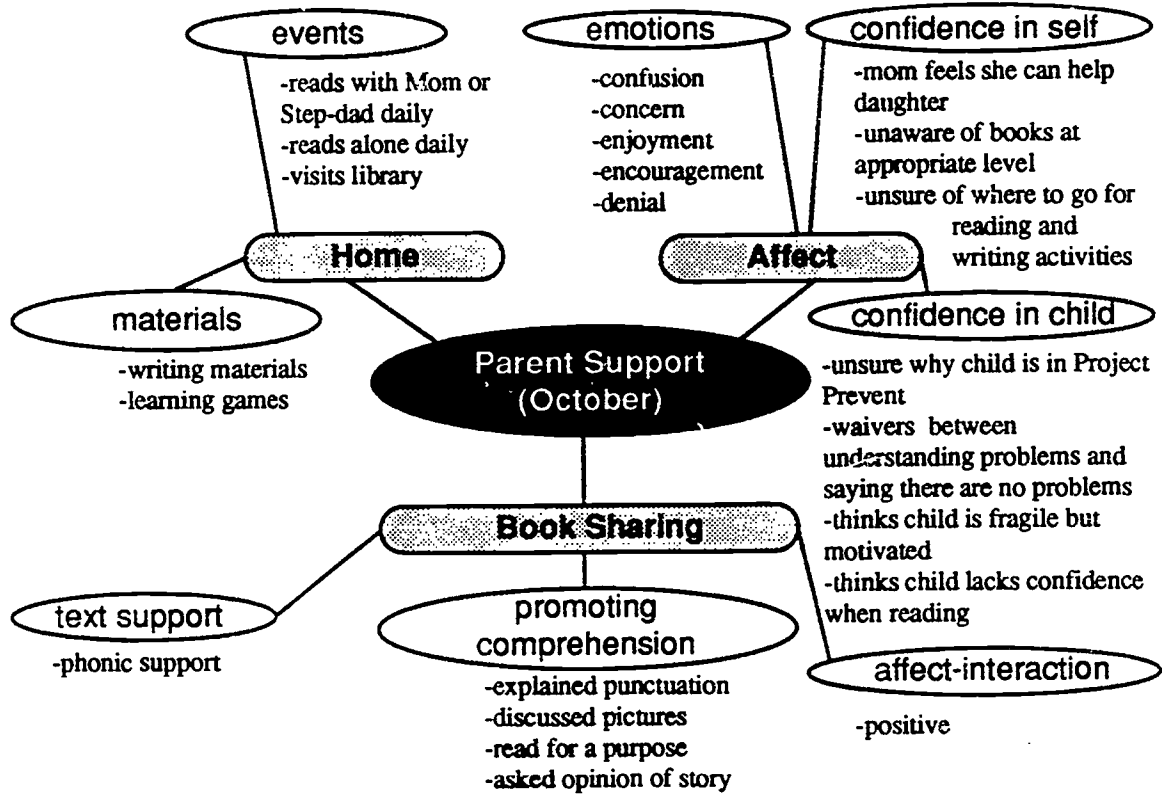 events
-reads with Mom or
Step-dad daily
-reads alone daily
-visits library
emotions
-confusion
-concern
-enjoyment
-encouragement
-denial
confidence in self
-mom feels she can help
daughter
-unaware of books at
appropriate level
-unsure of where to go for
reading and
writing activities
Home
Affect
materials
-writing materials
-learning games
confidence in child
-unsure why child is in Project
Prevent
-waivers between
understanding problems and
saying there are no problems
-thinks child is fragile but
motivated
-thinks child lacks confidence
when reading
Parent Support
(October)
Book Sharing
text support
-phonic support
promoting
comprehension
-explained punctuation
-discussed pictures
-read for a purpose
-asked opinion of story
affect-interaction
-positive